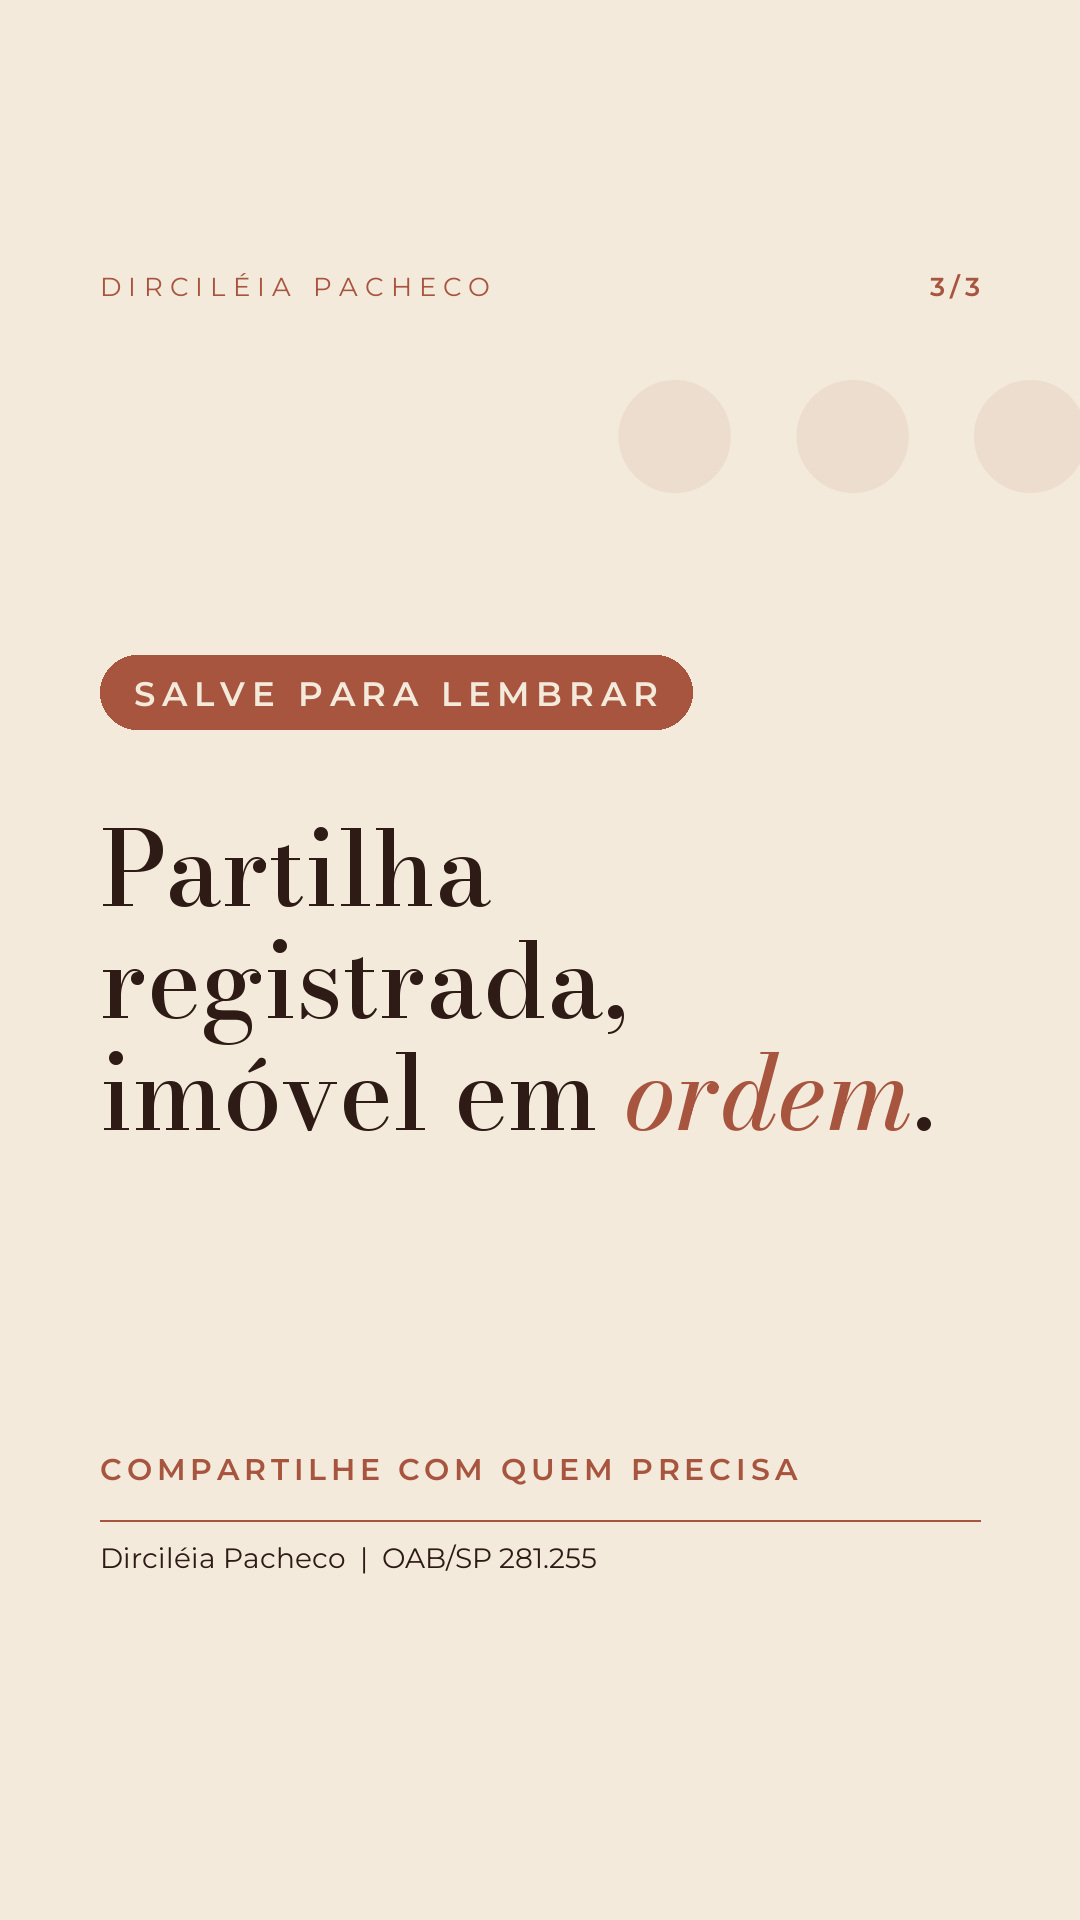 DIRCILÉIA PACHECO
3/3
SALVE PARA LEMBRAR
Partilha
registrada,
imóvel em ordem.
COMPARTILHE COM QUEM PRECISA
Dirciléia Pacheco | OAB/SP 281.255